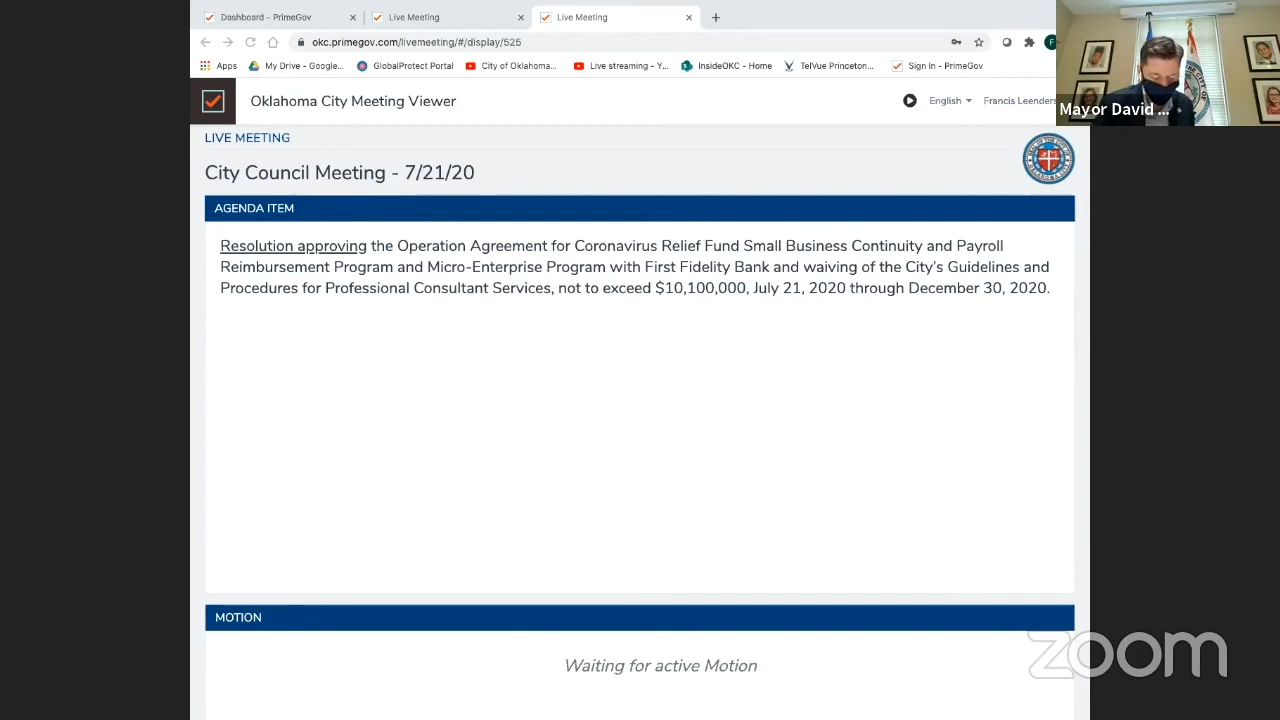 Dashboard - PrimeGov
Live Meeting
Live Meeting
okc.primegov.com/livemeeting/#/display/525
Apps My Drive - Google... GlobalProtect Portal City of Oklahoma... Live streaming - Y... InsideOKC - Home TelVue Princeton... Sign In - PrimeGov
Oklahoma City Meeting Viewer
English
Francis Leenders
Mayor David ...
LIVE MEETING
City Council Meeting - 7/21/20
AGENDA ITEM
Resolution approving the Operation Agreement for Coronavirus Relief Fund Small Business Continuity and Payroll
Reimbursement Program and Micro-Enterprise Program with First Fidelity Bank and waiving of the City's Guidelines and
Procedures for Professional Consultant Services, not to exceed $10,100,000, July 21, 2020 through December 30, 2020.
MOTION
Waiting for active Motion
zoom